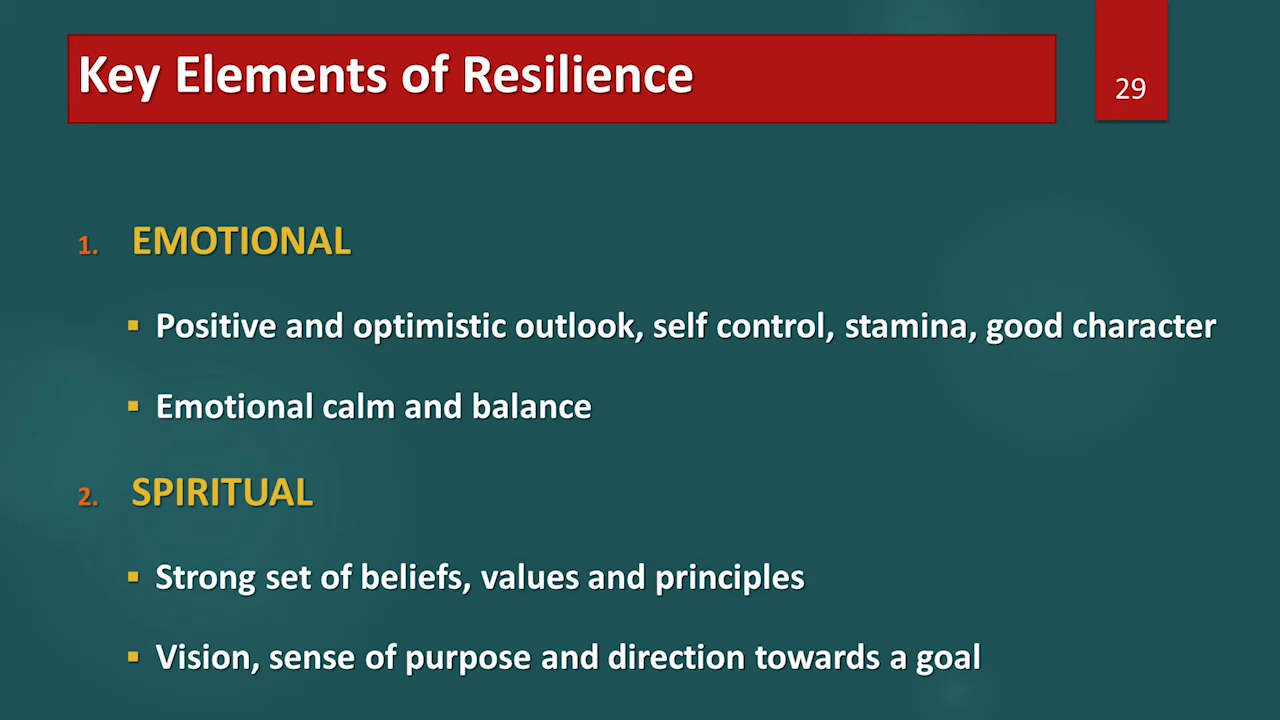 Key Elements of Resilience
29
1. EMOTIONAL
▪ Positive and optimistic outlook, self control, stamina, good character
▪ Emotional calm and balance
2. SPIRITUAL
▪ Strong set of beliefs, values and principles
▪ Vision, sense of purpose and direction towards a goal